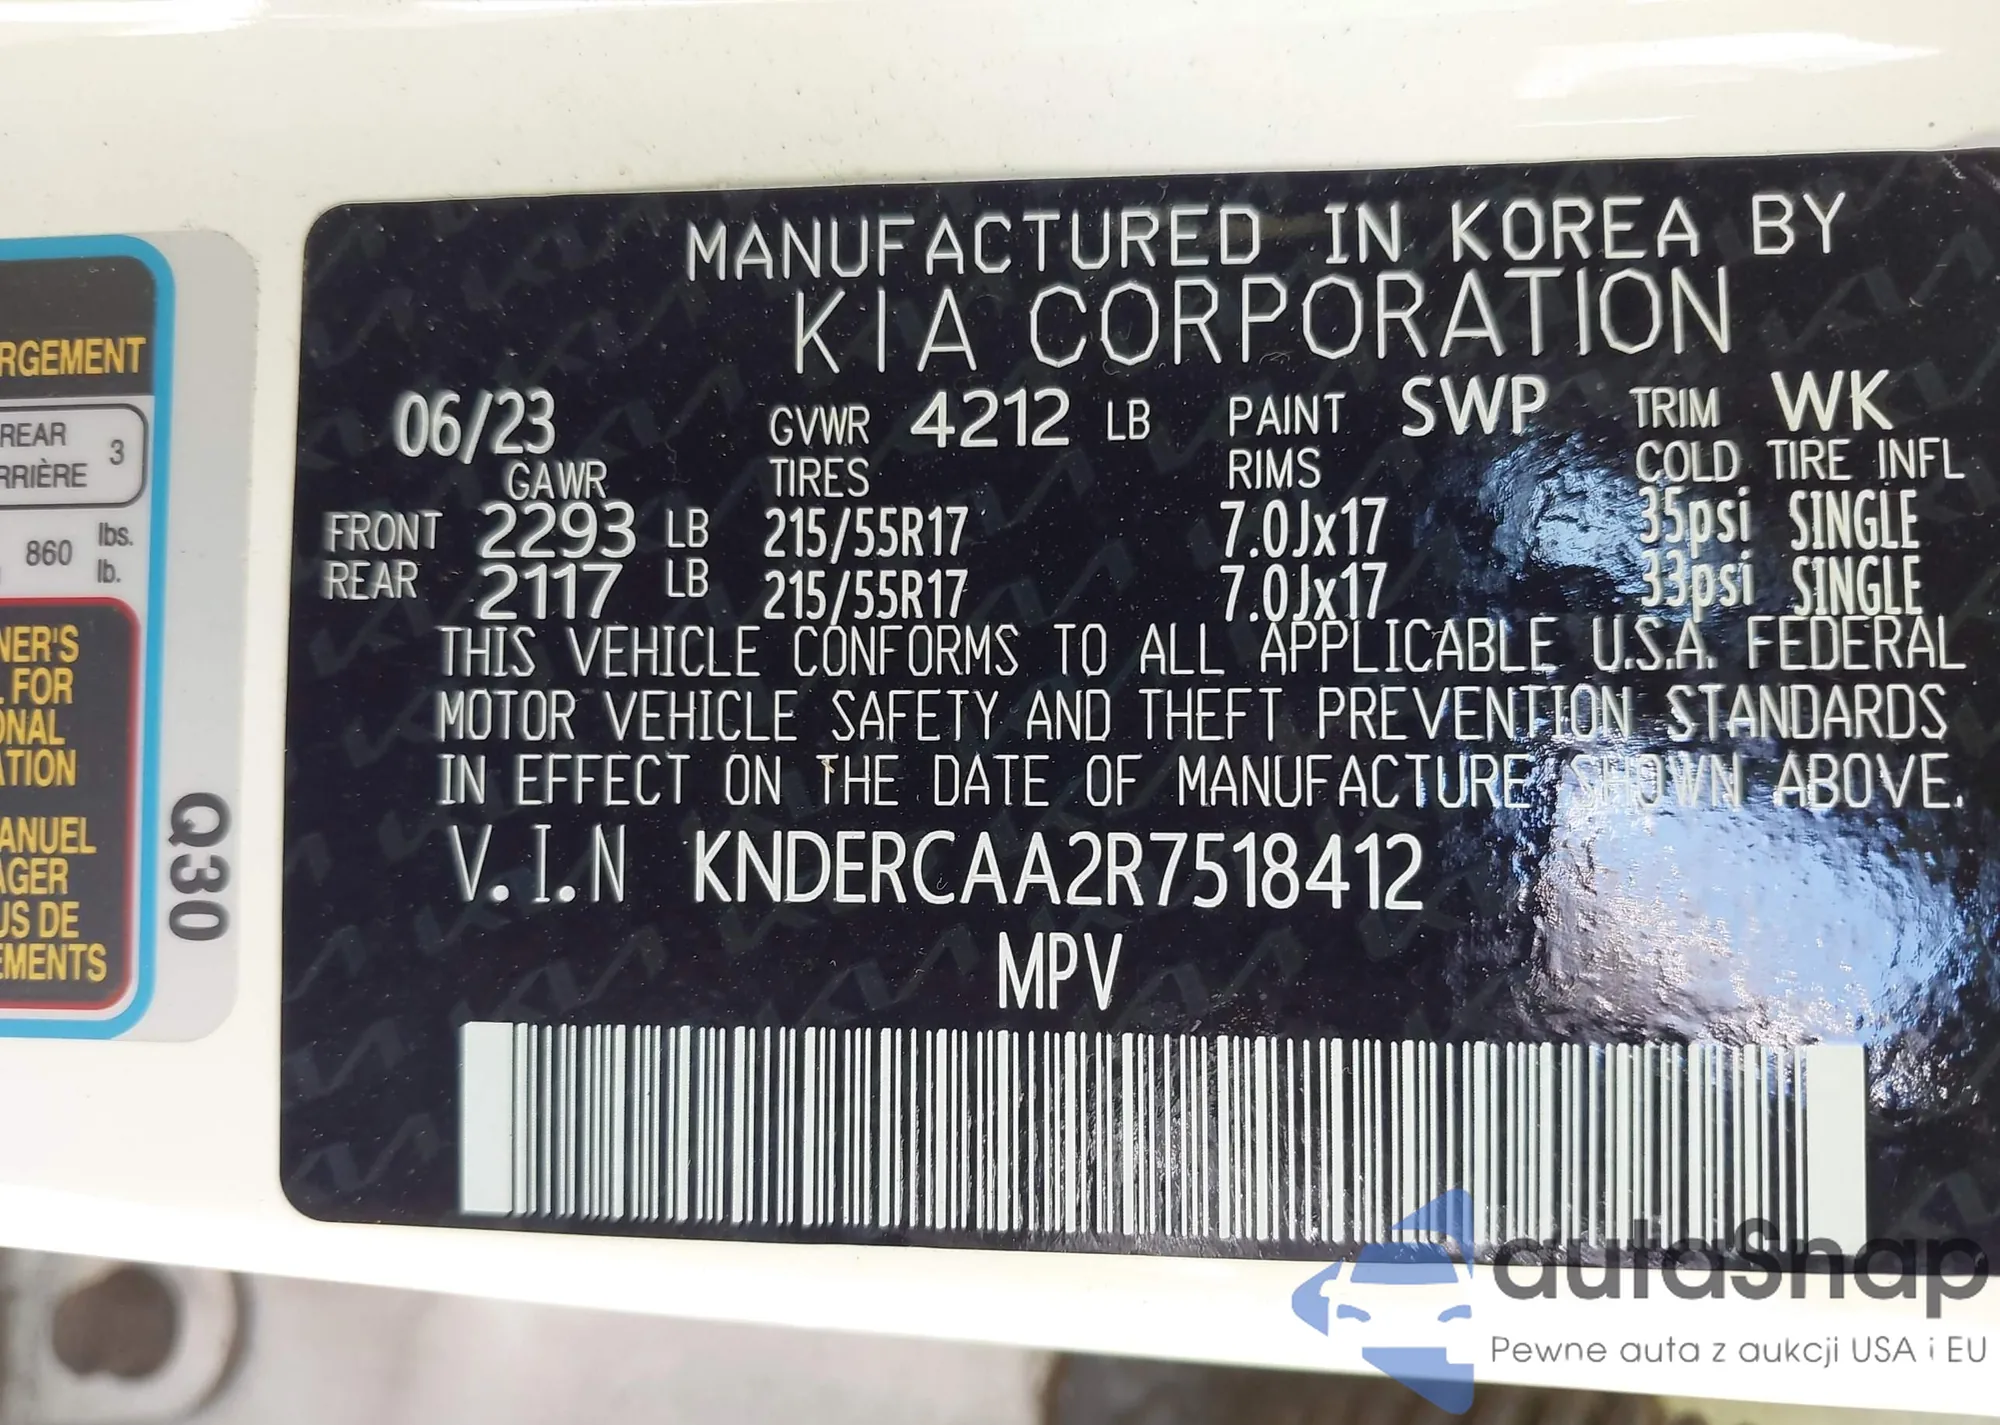 MANUFACTURED IN KOREA BY
KIA CORPORATION
06/23 GVWR 4212 LB PAINT SWP TRIM WK
GAWR TIRES RIMS COLD TIRE INFL
FRONT 2293 LB 215/55R17 7.0Jx17 35psi SINGLE
REAR 2117 LB 215/55R17 7.0Jx17 33psi SINGLE
THIS VEHICLE CONFORMS TO ALL APPLICABLE U.S.A. FEDERAL
MOTOR VEHICLE SAFETY AND THEFT PREVENTION STANDARDS
IN EFFECT ON THE DATE OF MANUFACTURE SHOWN ABOVE.
V.I.N KNDERCAA2R7518412
MPV
RGEMENT
REAR
RRIÈRE 3
860 lbs.
lb.
NER'S
FOR
ONAL
ATION
ANUEL
AGER
US DE
EMENTS
Q30
autaSnap
Pewne auta z aukcji USA i EU